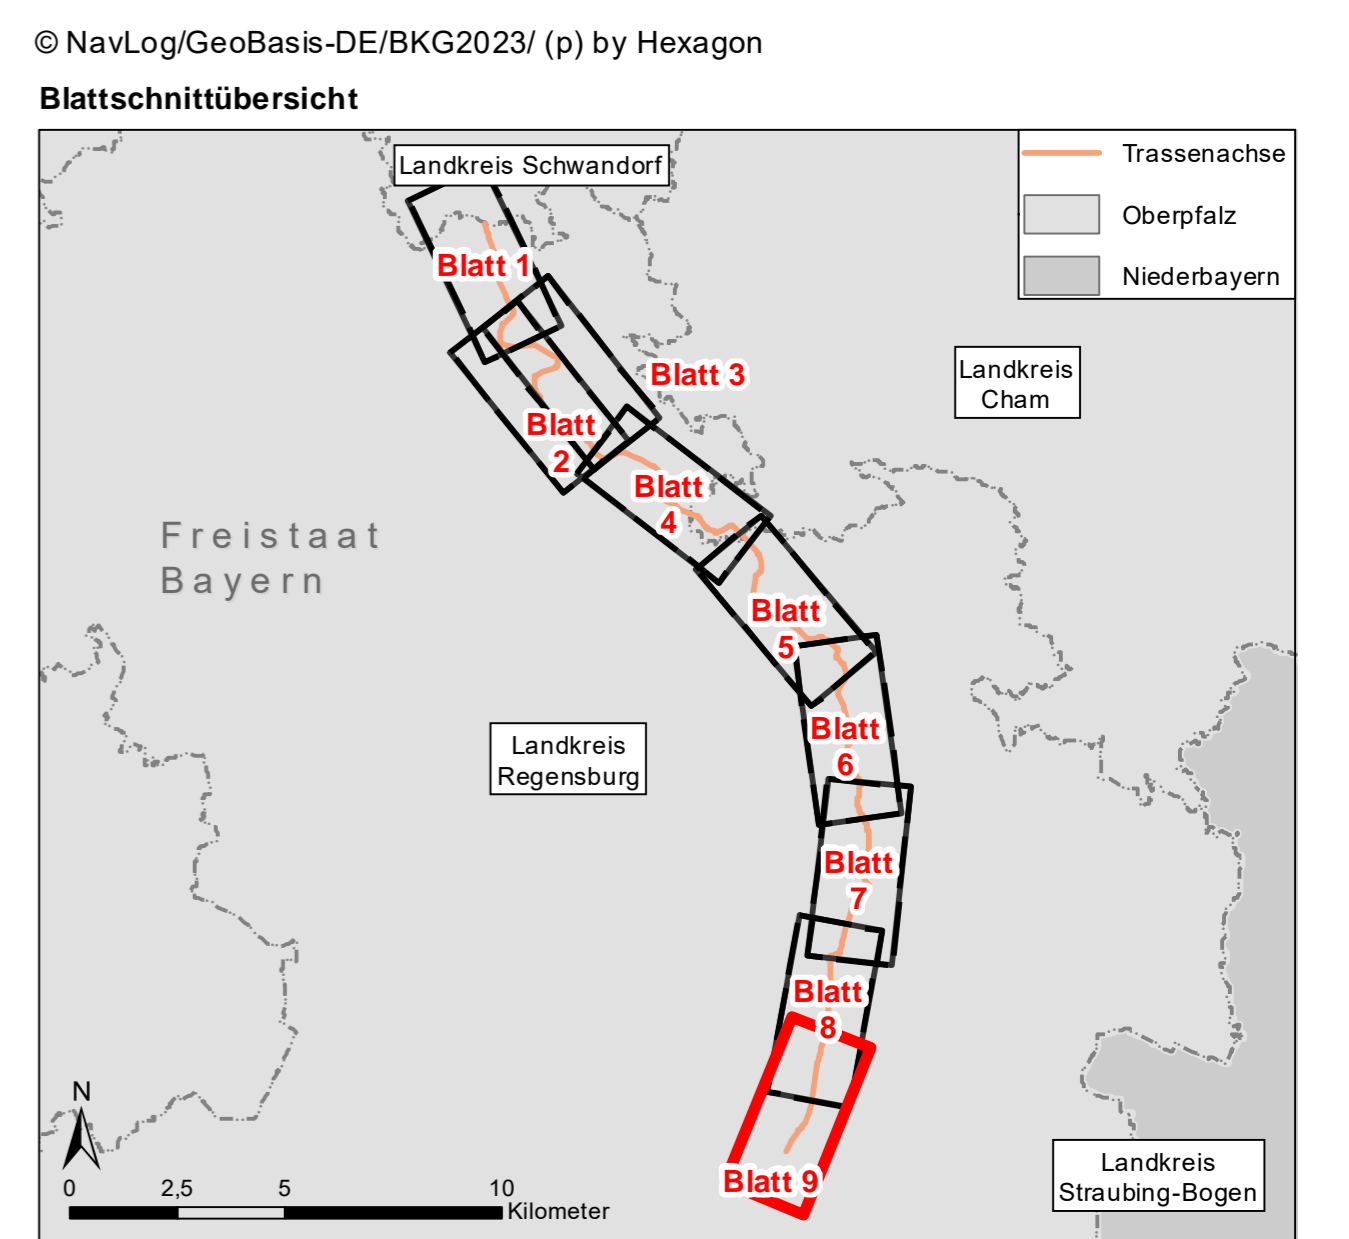 © NavLog/GeoBasis-DE/BKG2023/ (p) by Hexagon
Blattschnittübersicht
Landkreis Schwandorf
Trassenachse
Oberpfalz
Niederbayern
Blatt 1
Blatt 3
Landkreis
Cham
Blatt
2
Blatt
4
Freistaat
Bayern
Blatt
5
Blatt
6
Landkreis
Regensburg
Blatt
7
Blatt
8
Blatt 9
Landkreis
Straubing-Bogen
N
0 2,5 5 10
Kilometer